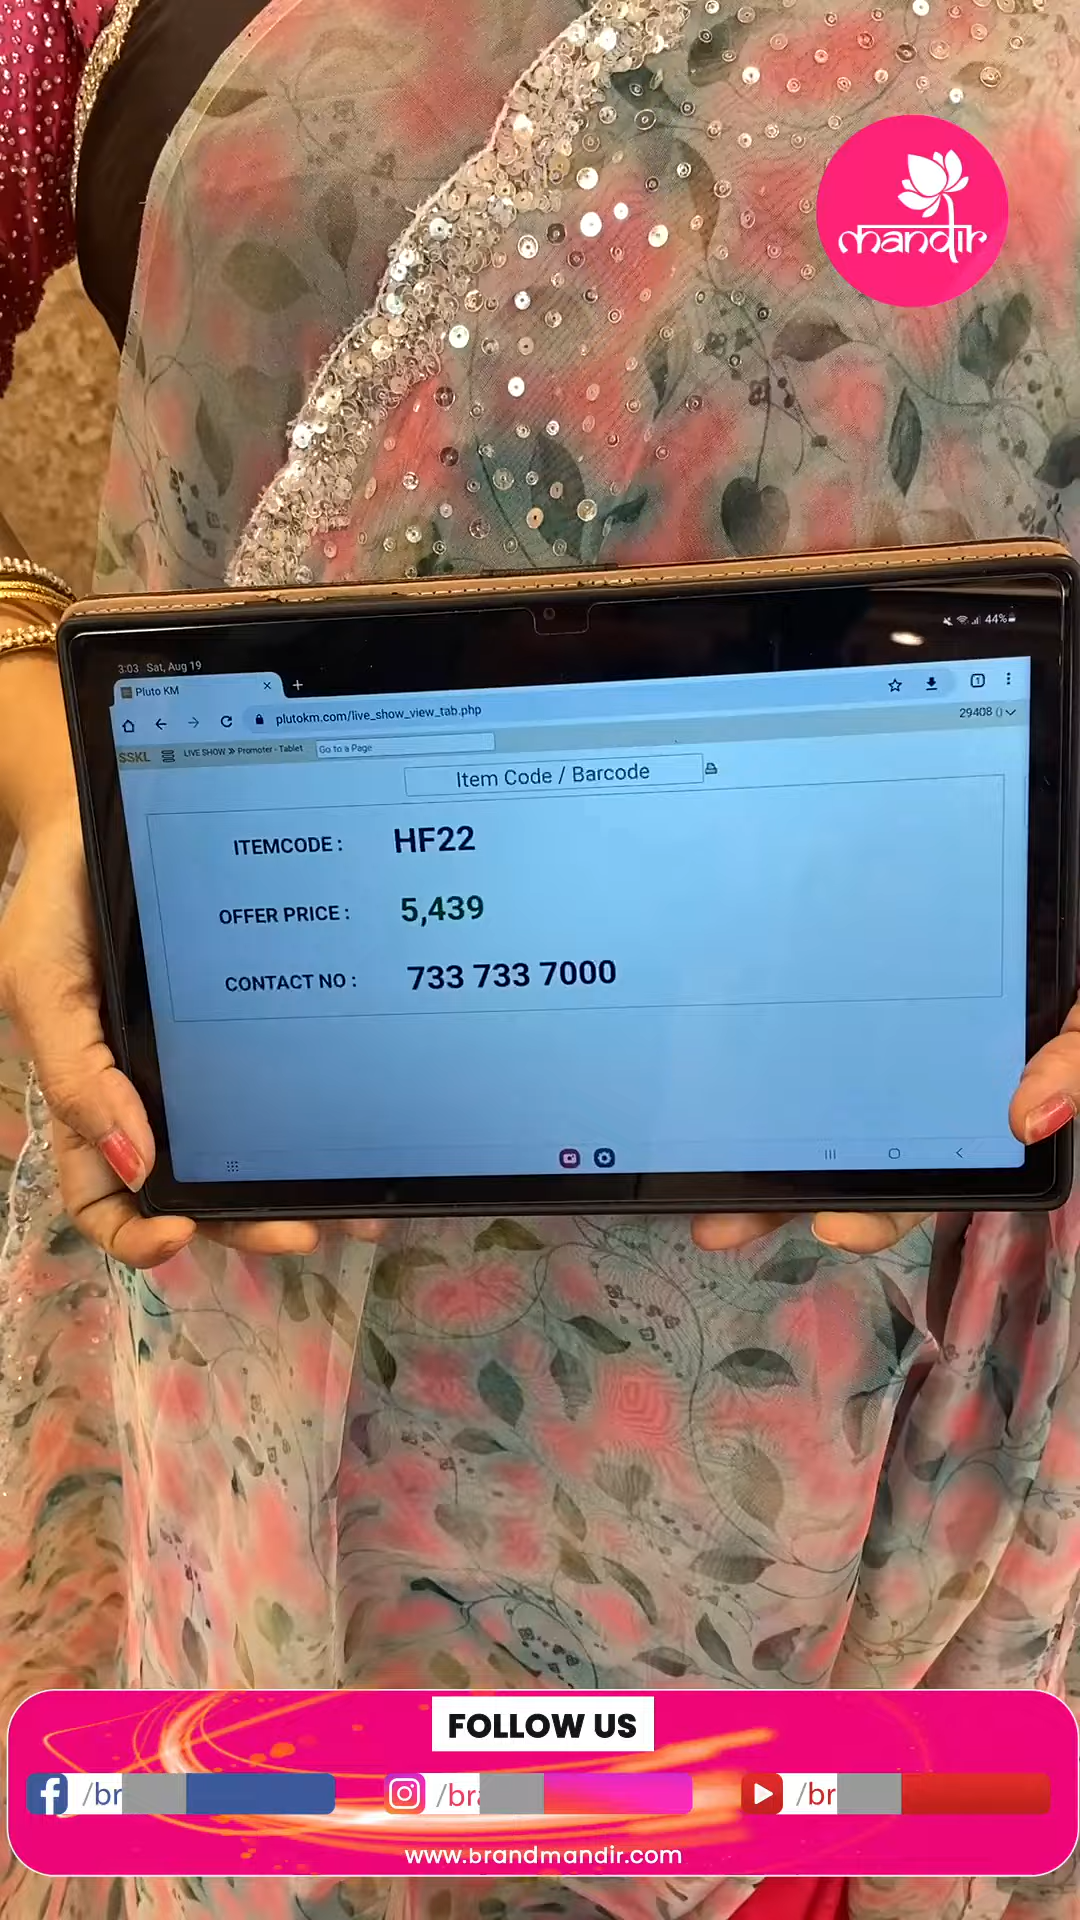 mandir
3:03 Sat, Aug 19
44%
Pluto KM
plutokm.com/live_show_view_tab.php
29408 ()
SSKL
LIVE SHOW » Promoter - Tablet
Go to a Page
Item Code / Barcode
ITEMCODE : HF22
OFFER PRICE : 5,439
CONTACT NO : 733 733 7000
FOLLOW US
/br /bra /br
www.brandmandir.com